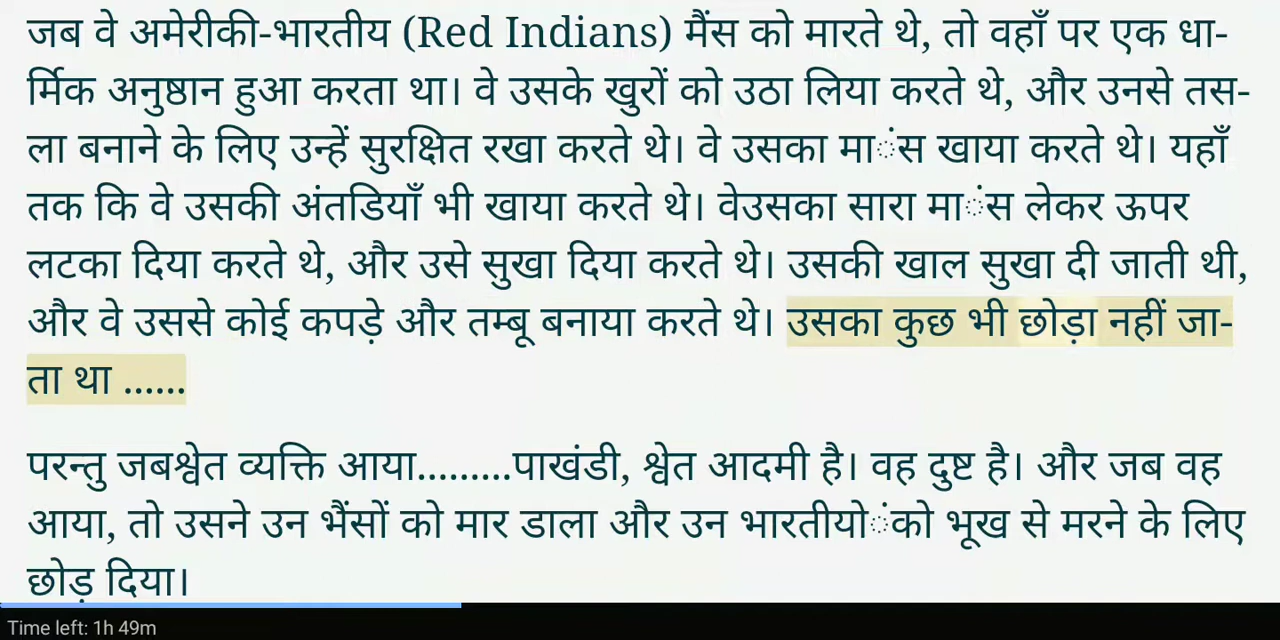 जब वे अमेरीकी-भारतीय (Red Indians) मैंस को मारते थे, तो वहाँ पर एक धा-
र्मिक अनुष्ठान हुआ करता था। वे उसके खुरों को उठा लिया करते थे, और उनसे तस-
ला बनाने के लिए उन्हें सुरक्षित रखा करते थे। वे उसका मा◌ंस खाया करते थे। यहाँ
तक कि वे उसकी अंतडियाँ भी खाया करते थे। वेउसका सारा मा◌ंस लेकर ऊपर
लटका दिया करते थे, और उसे सुखा दिया करते थे। उसकी खाल सुखा दी जाती थी,
और वे उससे कोई कपड़े और तम्बू बनाया करते थे। उसका कुछ भी छोड़ा नहीं जा-
ता था ......
परन्तु जबश्वेत व्यक्ति आया.........पाखंडी, श्वेत आदमी है। वह दुष्ट है। और जब वह
आया, तो उसने उन भैंसों को मार डाला और उन भारतीयो◌ंको भूख से मरने के लिए
छोड़ दिया।
Time left: 1h 49m